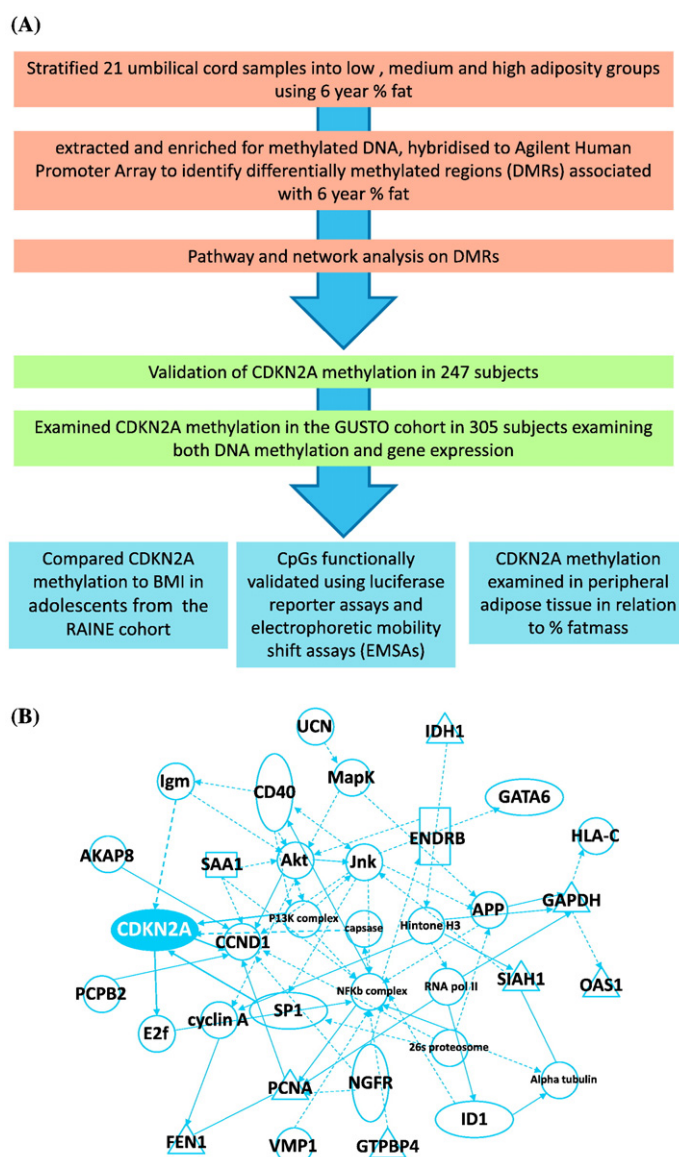 (A)
Stratified 21 umbilical cord samples into low , medium and high adiposity groups
using 6 year % fat
extracted and enriched for methylated DNA, hybridised to Agilent Human
Promoter Array to identify differentially methylated regions (DMRs) associated
with 6 year % fat
Pathway and network analysis on DMRs
Validation of CDKN2A methylation in 247 subjects
Examined CDKN2A methylation in the GUSTO cohort in 305 subjects examining
both DNA methylation and gene expression
Compared CDKN2A
methylation to BMI in
adolescents from the
RAINE cohort
CpGs functionally
validated using luciferase
reporter assays and
electrophoretic mobility
shift assays (EMSAs)
CDKN2A methylation
examined in peripheral
adipose tissue in relation
to % fatmass
(B)
UCN
IDH1
Igm
CD40
MapK
GATA6
ENDRB
HLA-C
AKAP8
SAA1
Akt
Jnk
GAPDH
P13K complex
APP
CDKN2A
CCND1
capsase
Hintone H3
PCPB2
NFKb complex
RNA pol II
SIAH1
OAS1
E2f
cyclin A
SP1
26s proteosome
PCNA
NGFR
Alpha tubulin
ID1
FEN1
VMP1
GTPBP4